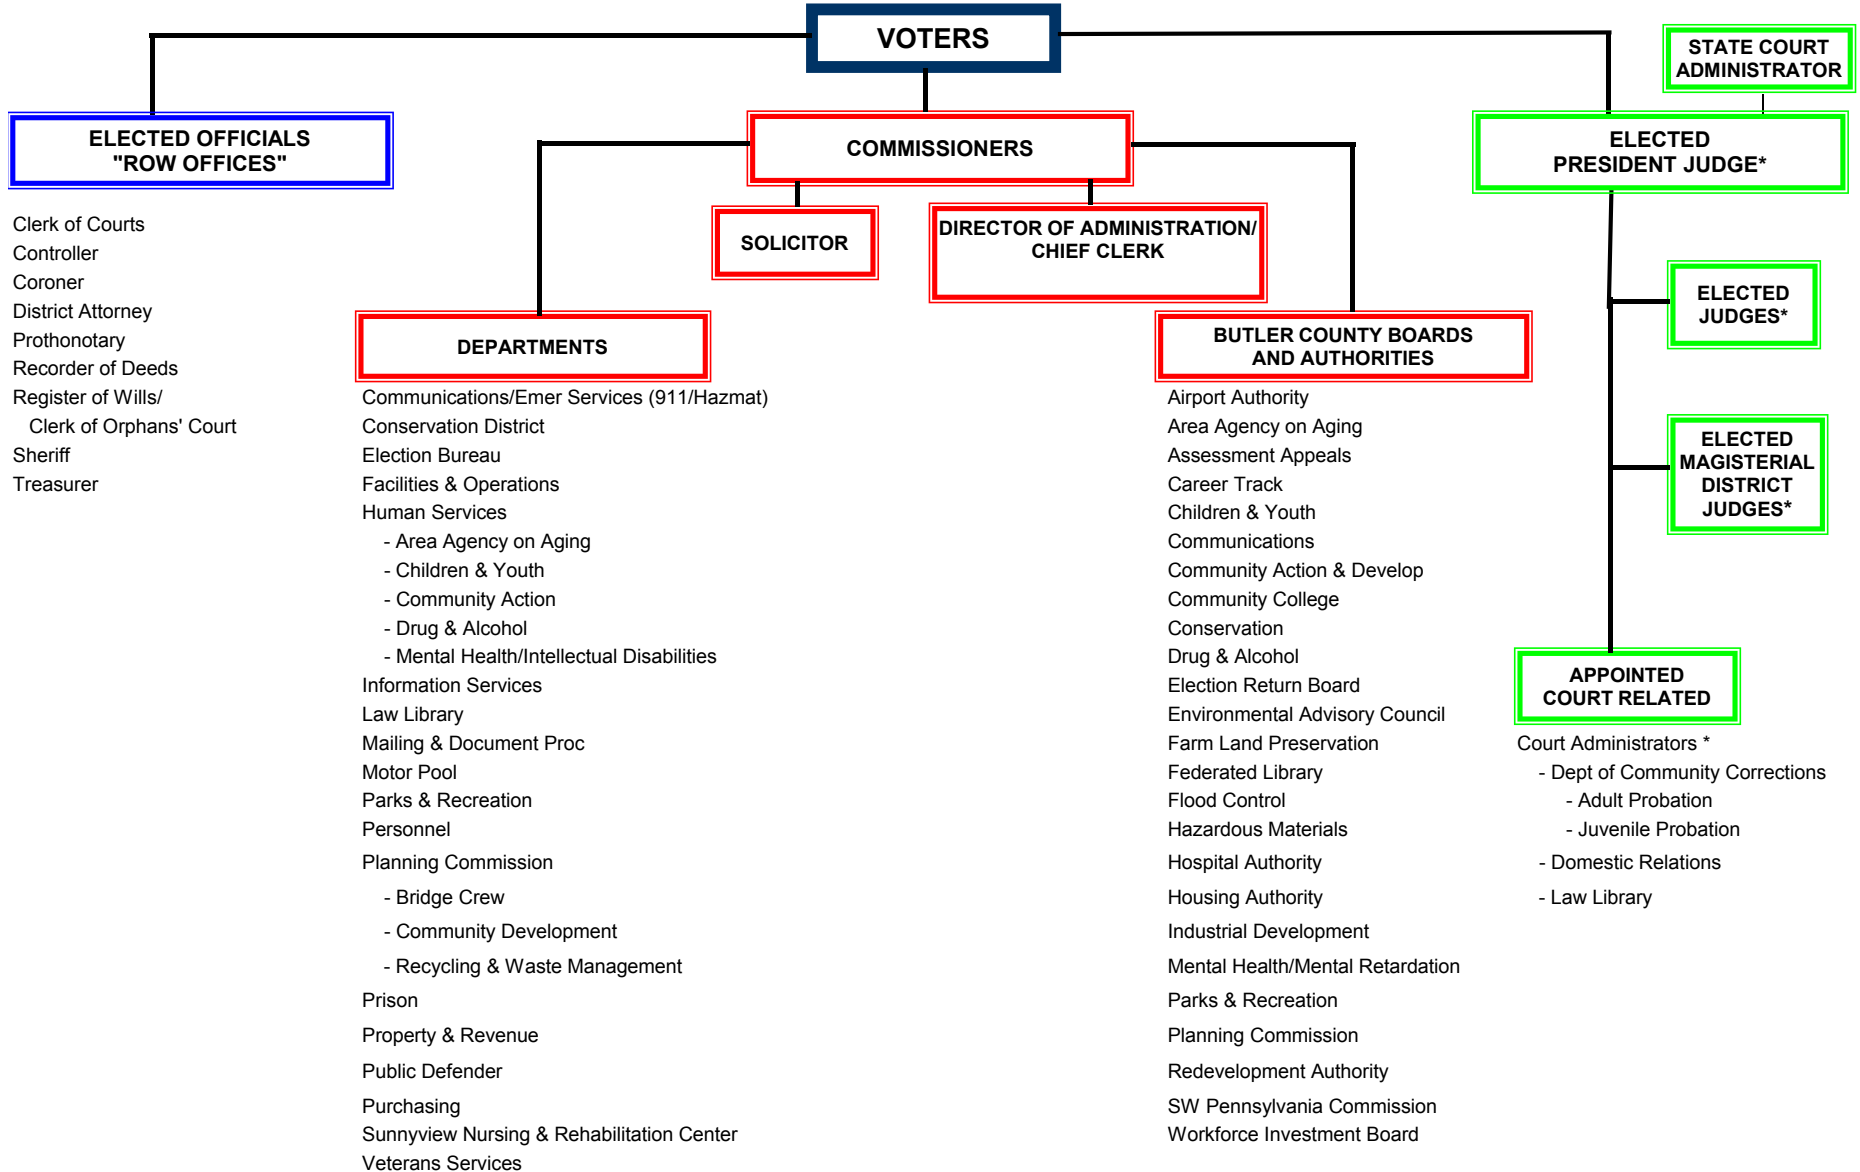 VOTERS
STATE COURT
ADMINISTRATOR
ELECTED OFFICIALS
"ROW OFFICES"
COMMISSIONERS
ELECTED
PRESIDENT JUDGE*
SOLICITOR
DIRECTOR OF ADMINISTRATION/
CHIEF CLERK
Clerk of Courts
Controller
Coroner
District Attorney
Prothonotary
Recorder of Deeds
Register of Wills/
Clerk of Orphans' Court
Sheriff
Treasurer
DEPARTMENTS
Communications/Emer Services (911/Hazmat)
Conservation District
Election Bureau
Facilities & Operations
Human Services
- Area Agency on Aging
- Children & Youth
- Community Action
- Drug & Alcohol
- Mental Health/Intellectual Disabilities
Information Services
Law Library
Mailing & Document Proc
Motor Pool
Parks & Recreation
Personnel
Planning Commission
- Bridge Crew
- Community Development
- Recycling & Waste Management
Prison
Property & Revenue
Public Defender
Purchasing
Sunnyview Nursing & Rehabilitation Center
Veterans Services
BUTLER COUNTY BOARDS
AND AUTHORITIES
Airport Authority
Area Agency on Aging
Assessment Appeals
Career Track
Children & Youth
Communications
Community Action & Develop
Community College
Conservation
Drug & Alcohol
Election Return Board
Environmental Advisory Council
Farm Land Preservation
Federated Library
Flood Control
Hazardous Materials
Hospital Authority
Housing Authority
Industrial Development
Mental Health/Mental Retardation
Parks & Recreation
Planning Commission
Redevelopment Authority
SW Pennsylvania Commission
Workforce Investment Board
ELECTED
JUDGES*
ELECTED
MAGISTERIAL
DISTRICT
JUDGES*
APPOINTED
COURT RELATED
Court Administrators *
- Dept of Community Corrections
- Adult Probation
- Juvenile Probation
- Domestic Relations
- Law Library